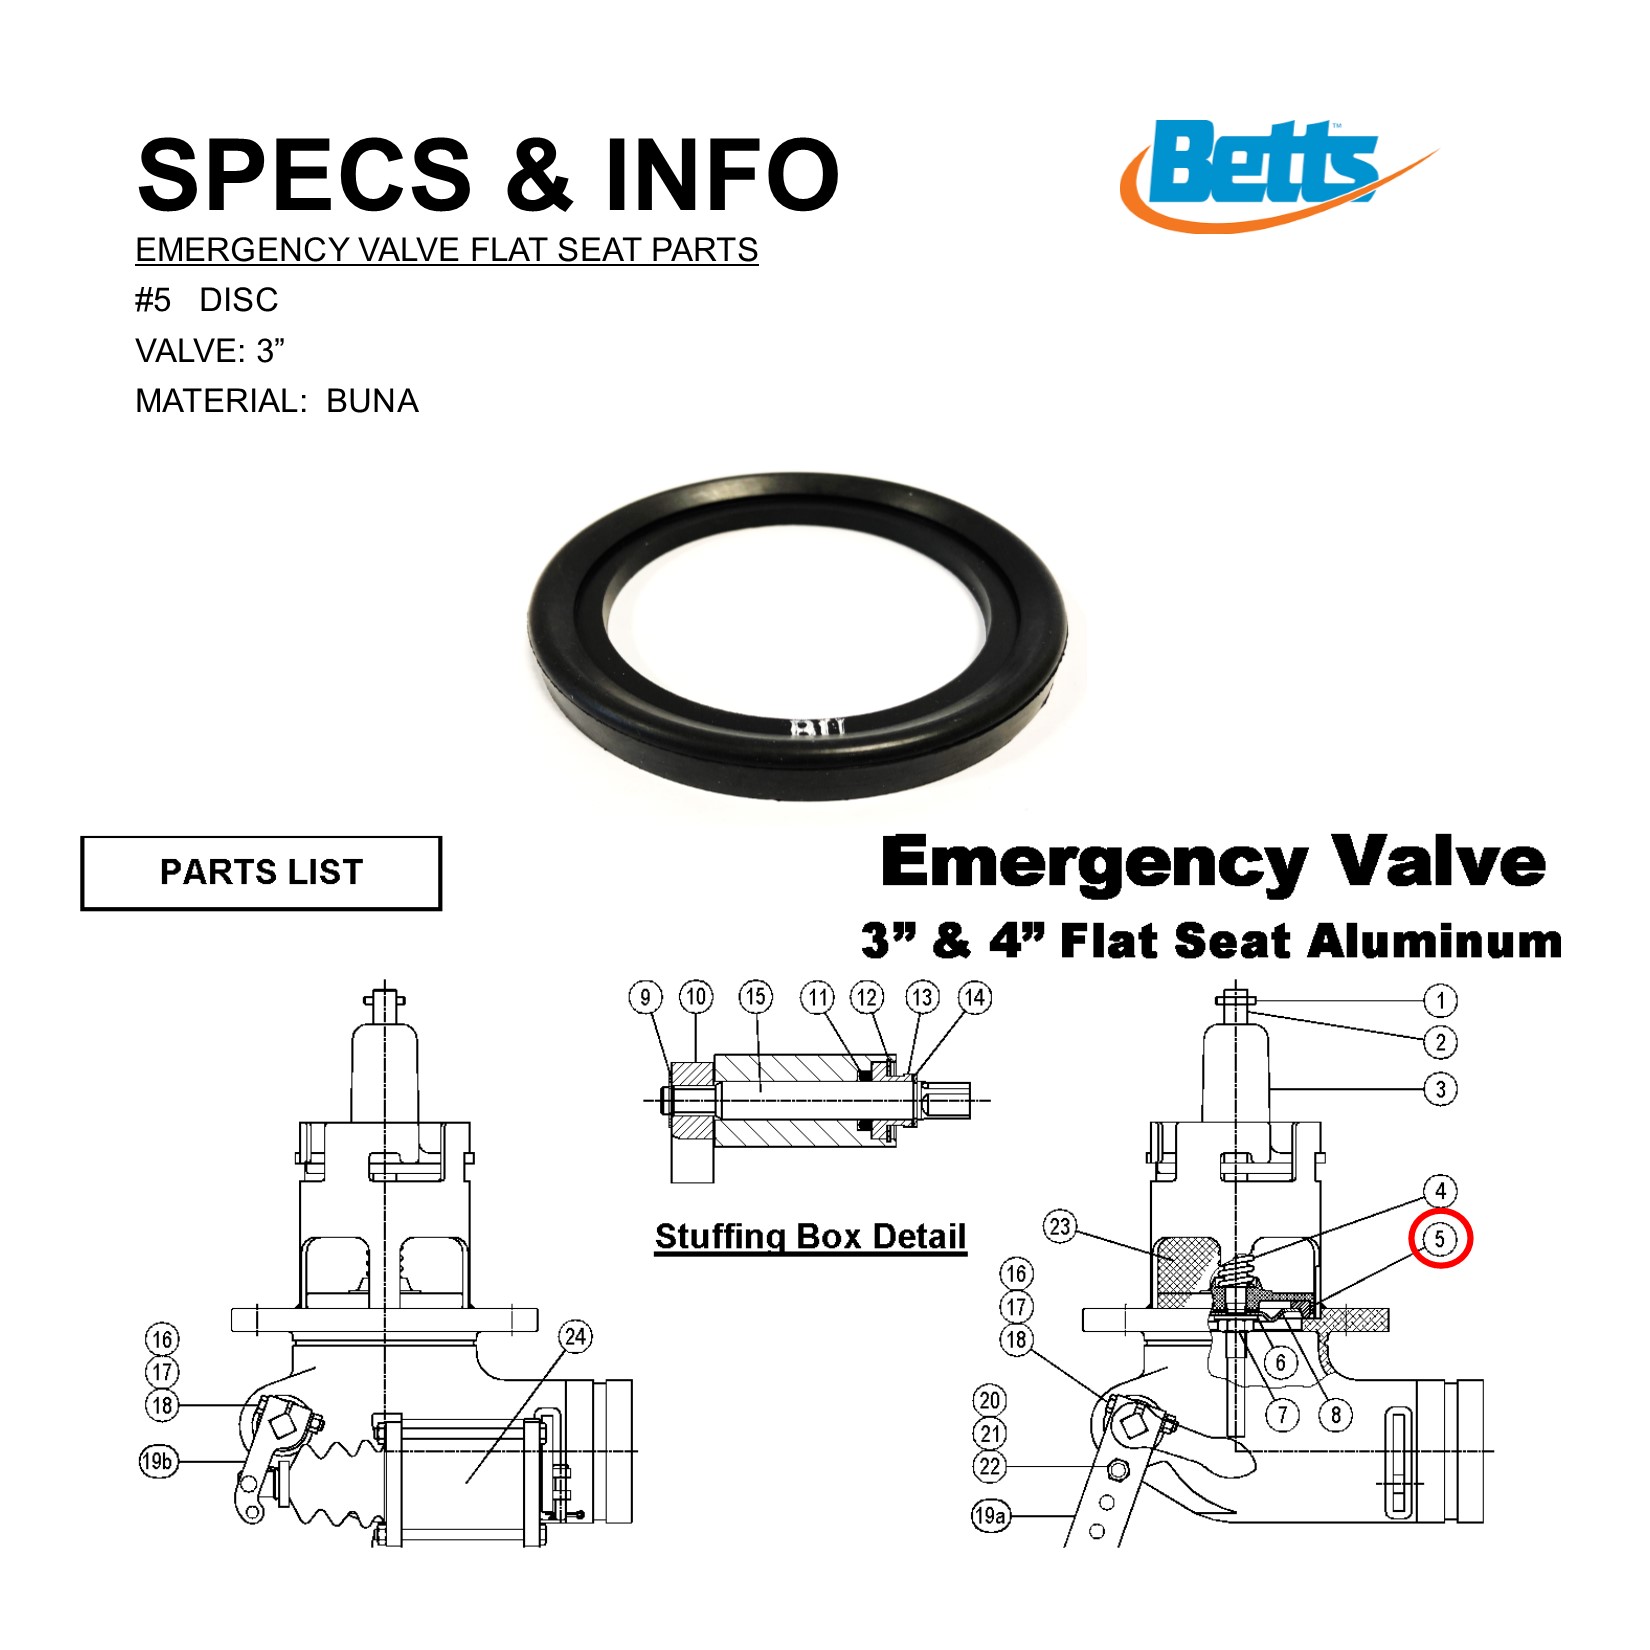 SPECS & INFO
Betts™
EMERGENCY VALVE FLAT SEAT PARTS
#5 DISC
VALVE: 3”
MATERIAL: BUNA
PARTS LIST
Emergency Valve
3” & 4” Flat Seat Aluminum
9 10 15 11 12 13 14
1
2
3
4
5
23
Stuffing Box Detail
16
17
18
19b
24
16
17
18
20
21
22
19a
6
7
8